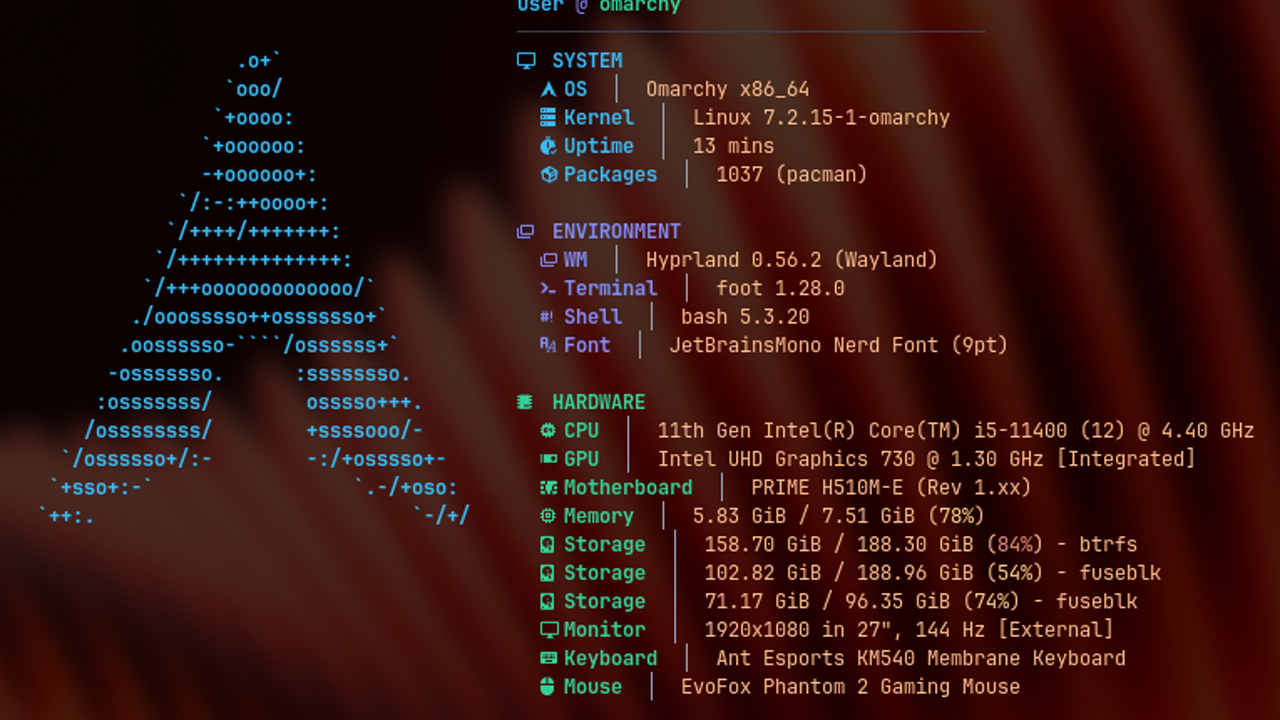 User @ omarchy
SYSTEM
OS | Omarchy x86_64
Kernel | Linux 7.2.15-1-omarchy
Uptime | 13 mins
Packages | 1037 (pacman)
ENVIRONMENT
WM | Hyprland 0.56.2 (Wayland)
Terminal | foot 1.28.0
Shell | bash 5.3.20
Font | JetBrainsMono Nerd Font (9pt)
HARDWARE
CPU | 11th Gen Intel(R) Core(TM) i5-11400 (12) @ 4.40 GHz
GPU | Intel UHD Graphics 730 @ 1.30 GHz [Integrated]
Motherboard | PRIME H510M-E (Rev 1.xx)
Memory | 5.83 GiB / 7.51 GiB (78%)
Storage | 158.70 GiB / 188.30 GiB (84%) - btrfs
Storage | 102.82 GiB / 188.96 GiB (54%) - fuseblk
Storage | 71.17 GiB / 96.35 GiB (74%) - fuseblk
Monitor | 1920x1080 in 27", 144 Hz [External]
Keyboard | Ant Esports KM540 Membrane Keyboard
Mouse | EvoFox Phantom 2 Gaming Mouse